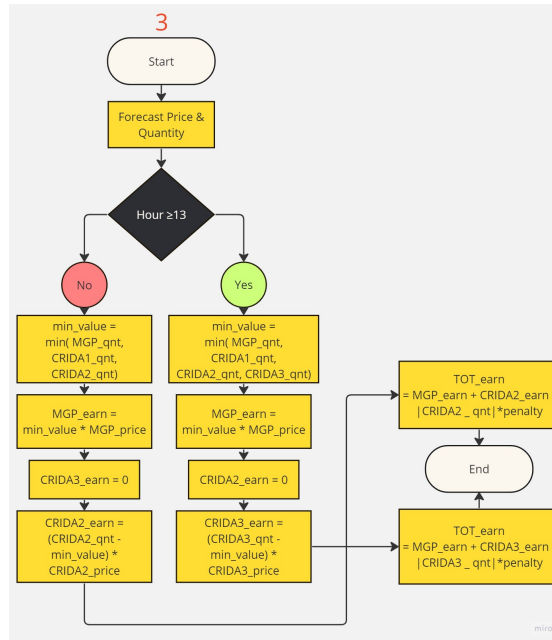 3
Start
Forecast Price &
Quantity
Hour ≥13
No
Yes
min_value =
min( MGP_qnt,
CRIDA1_qnt,
CRIDA2_qnt)
min_value =
min( MGP_qnt,
CRIDA1_qnt,
CRIDA2_qnt, CRIDA3_qnt)
MGP_earn =
min_value * MGP_price
MGP_earn =
min_value * MGP_price
CRIDA3_earn = 0
CRIDA2_earn = 0
CRIDA2_earn =
(CRIDA2_qnt -
min_value) *
CRIDA2_price
CRIDA3_earn =
(CRIDA3_qnt -
min_value) *
CRIDA3_price
TOT_earn
= MGP_earn + CRIDA2_earn
|CRIDA2 _ qnt|*penalty
End
TOT_earn
= MGP_earn + CRIDA3_earn
|CRIDA3 _ qnt|*penalty
miro